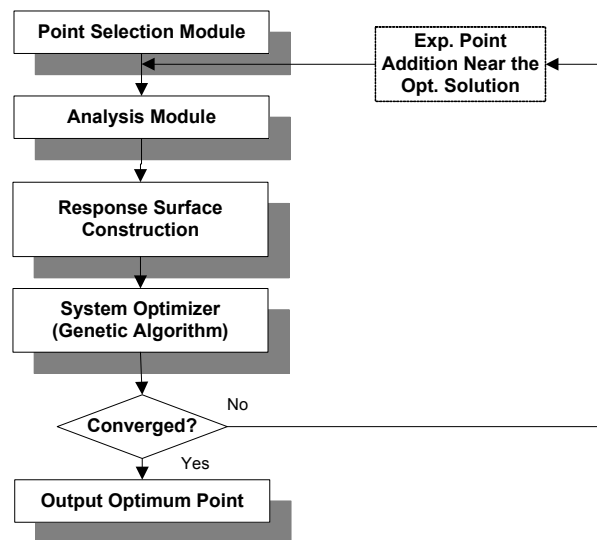 Point Selection Module
Exp. Point
Addition Near the
Opt. Solution
Analysis Module
Response Surface
Construction
System Optimizer
(Genetic Algorithm)
Converged?
No
Yes
Output Optimum Point